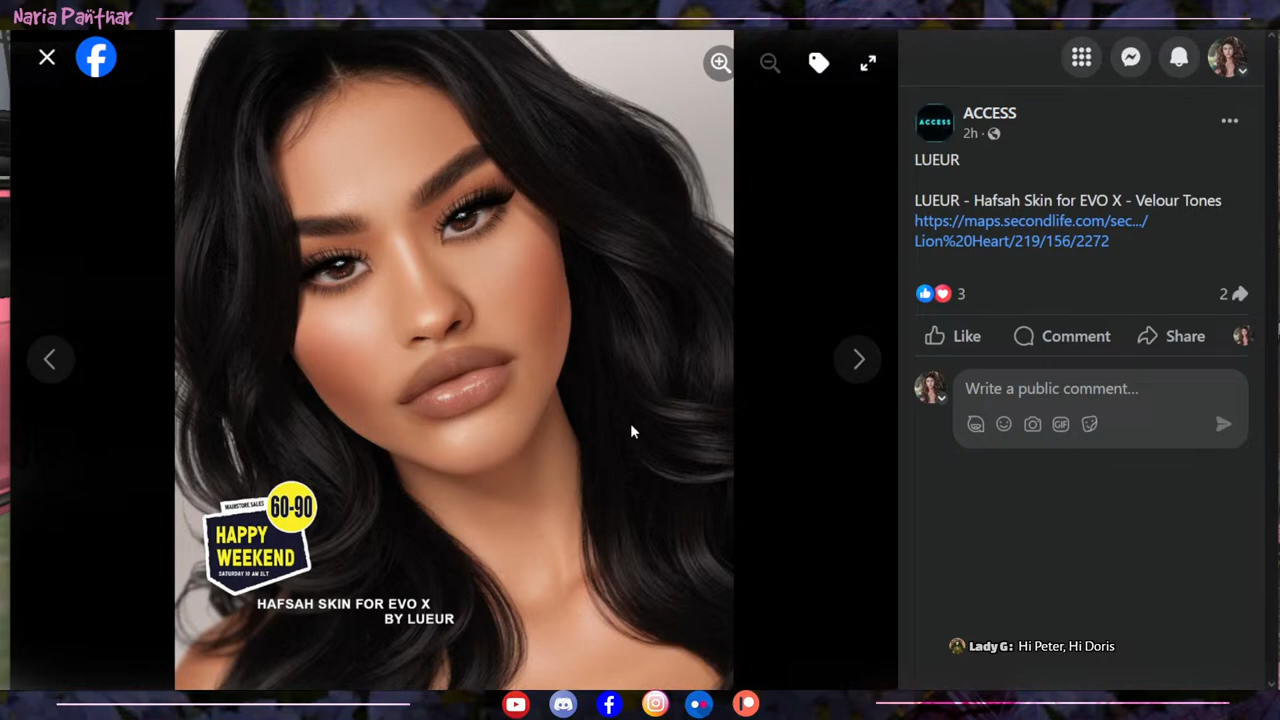 Naria Panthar
ACCESS
ACCESS
2h
LUEUR
LUEUR - Hafsah Skin for EVO X - Velour Tones
https://maps.secondlife.com/sec.../
Lion%20Heart/219/156/2272
3
2
Like
Comment
Share
Write a public comment...
GIF
MAINSTORE SALES
60-90
HAPPY
WEEKEND
SATURDAY 10 AM SLT
HAFSAH SKIN FOR EVO X
BY LUEUR
Lady G: Hi Peter, Hi Doris